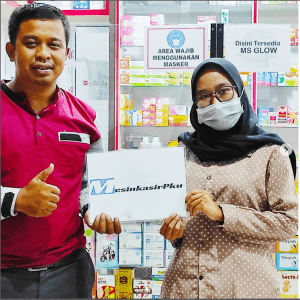 AREA WAJIB
MENGGUNAKAN
MASKER
Disini Tersedia
MS GLOW
MesinkasirPku